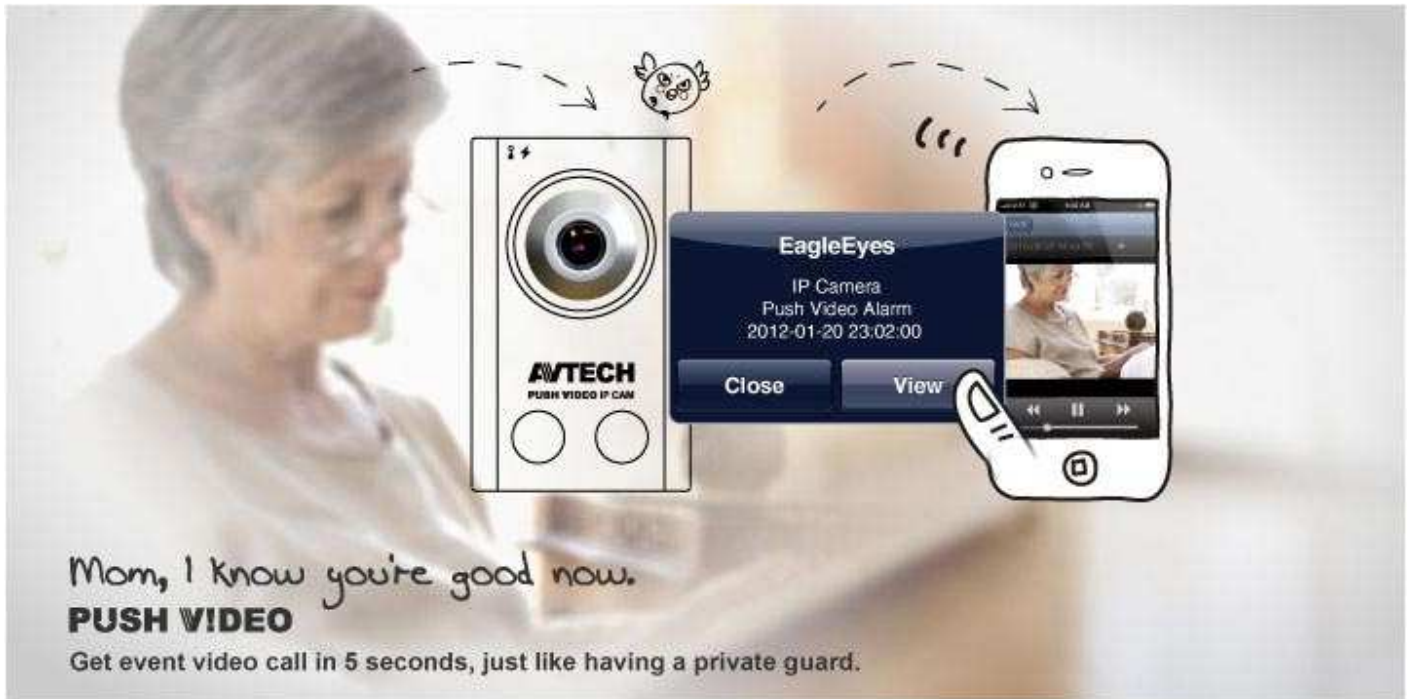 EagleEyes
IP Camera
Push Video Alarm
2012-01-20 23:02:00
Close
View
AVTECH
PUSH VIDEO IP CAM
Mom, I know you're good now.
PUSH V!DEO
Get event video call in 5 seconds, just like having a private guard.